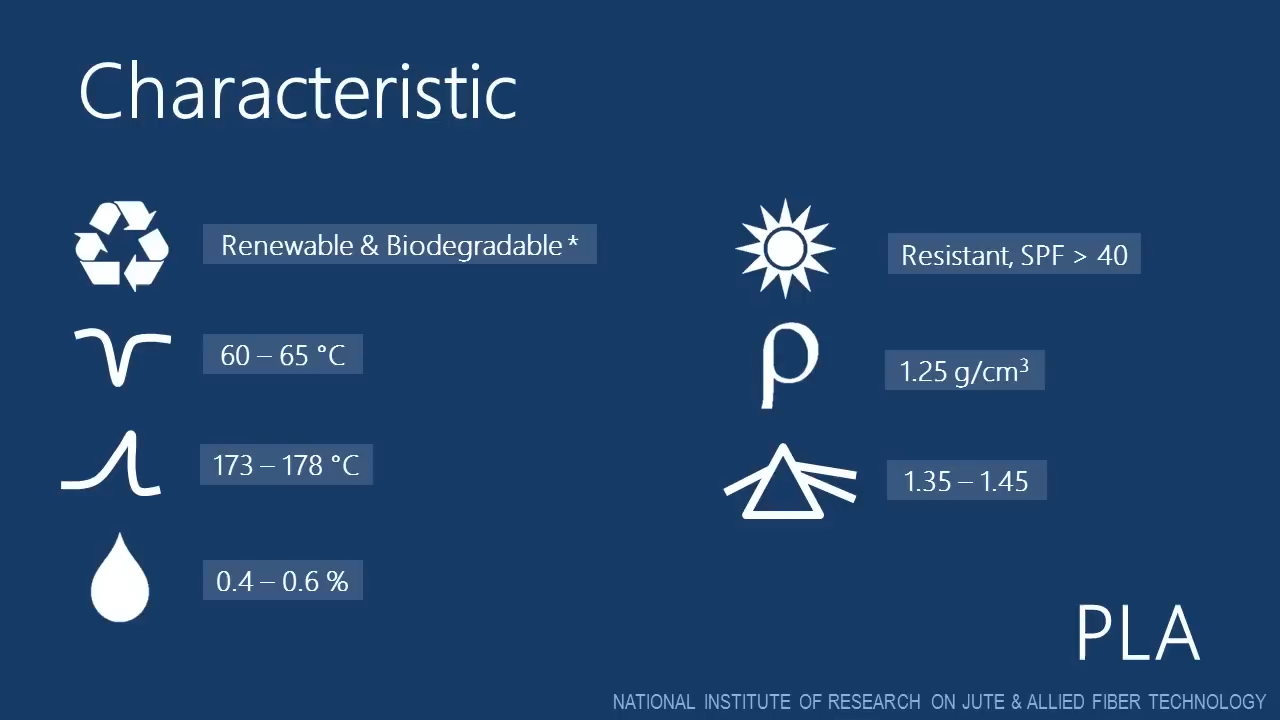 Characteristic
Renewable & Biodegradable *
60 – 65 °C
173 – 178 °C
0.4 – 0.6 %
Resistant, SPF > 40
ρ
1.25 g/cm³
1.35 – 1.45
PLA
NATIONAL INSTITUTE OF RESEARCH ON JUTE & ALLIED FIBER TECHNOLOGY